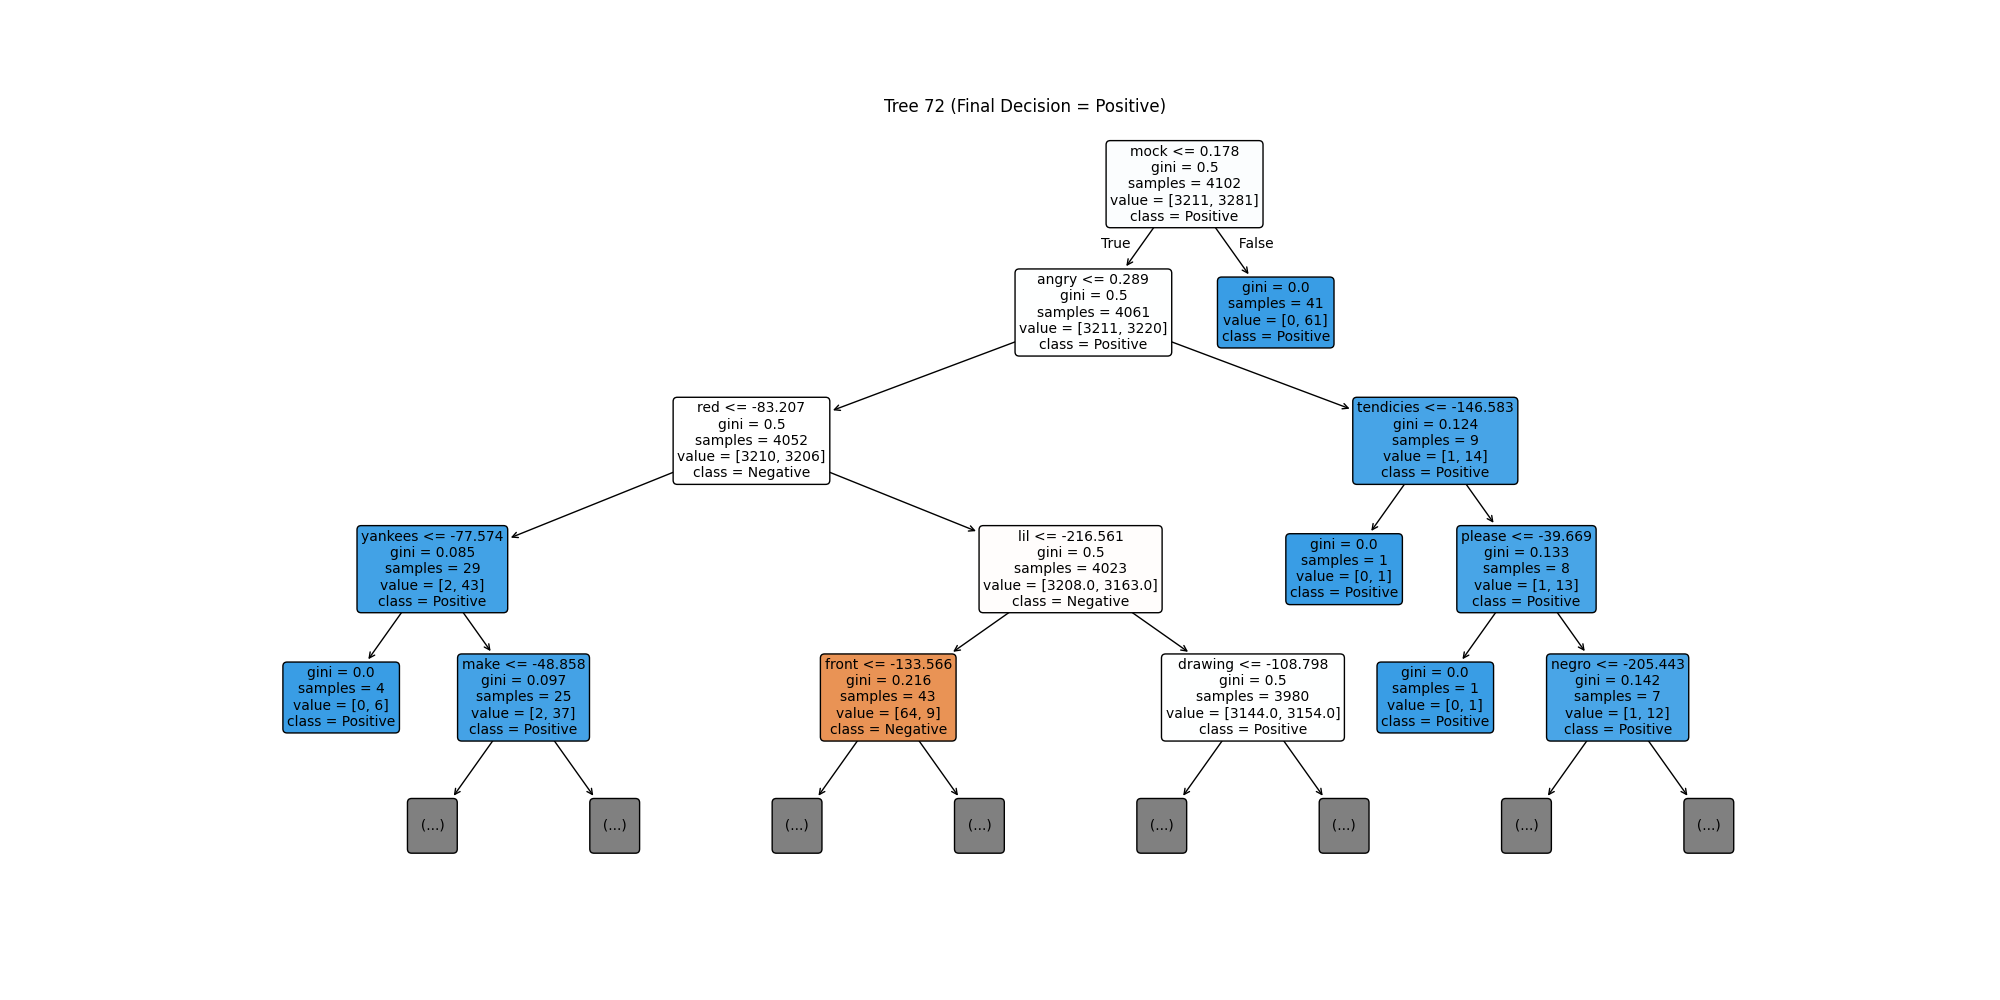 Tree 72 (Final Decision = Positive)
mock <= 0.178
gini = 0.5
samples = 4102
value = [3211, 3281]
class = Positive
True
False
angry <= 0.289
gini = 0.5
samples = 4061
value = [3211, 3220]
class = Positive
gini = 0.0
samples = 41
value = [0, 61]
class = Positive
red <= -83.207
gini = 0.5
samples = 4052
value = [3210, 3206]
class = Negative
tendicies <= -146.583
gini = 0.124
samples = 9
value = [1, 14]
class = Positive
yankees <= -77.574
gini = 0.085
samples = 29
value = [2, 43]
class = Positive
lil <= -216.561
gini = 0.5
samples = 4023
value = [3208.0, 3163.0]
class = Negative
gini = 0.0
samples = 1
value = [0, 1]
class = Positive
please <= -39.669
gini = 0.133
samples = 8
value = [1, 13]
class = Positive
gini = 0.0
samples = 4
value = [0, 6]
class = Positive
make <= -48.858
gini = 0.097
samples = 25
value = [2, 37]
class = Positive
front <= -133.566
gini = 0.216
samples = 43
value = [64, 9]
class = Negative
drawing <= -108.798
gini = 0.5
samples = 3980
value = [3144.0, 3154.0]
class = Positive
gini = 0.0
samples = 1
value = [0, 1]
class = Positive
negro <= -205.443
gini = 0.142
samples = 7
value = [1, 12]
class = Positive
(...)
(...)
(...)
(...)
(...)
(...)
(...)
(...)